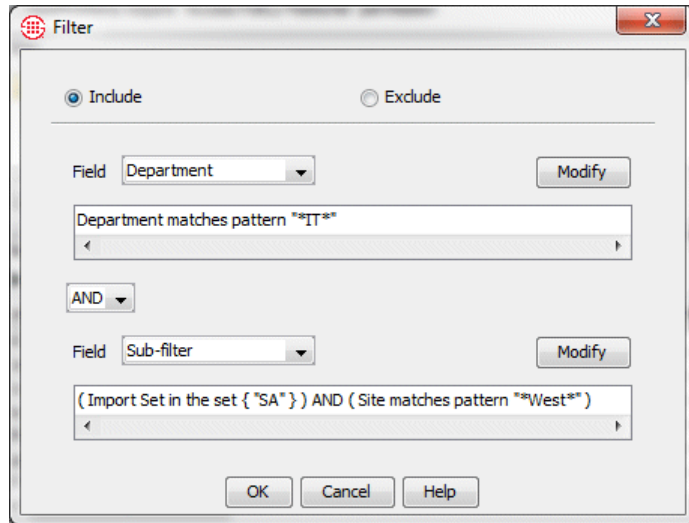 Filter
Include Exclude
Field Department Modify
Department matches pattern "*IT*"
AND
Field Sub-filter Modify
( Import Set in the set { "SA" } ) AND ( Site matches pattern "*West*" )
OK Cancel Help